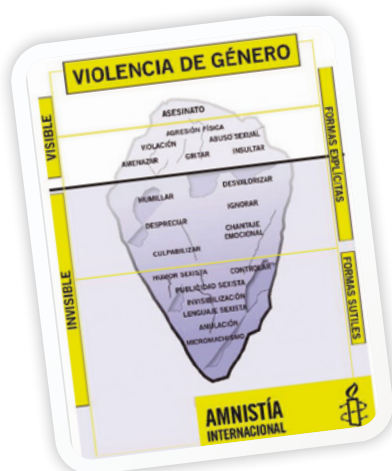 VIOLENCIA DE GÉNERO
VISIBLE
FORMAS EXPLÍCITAS
ASESINATO
AGRESIÓN FÍSICA
VIOLACIÓN ABUSO SEXUAL
AMENAZAR GRITAR INSULTAR
INVISIBLE
HUMILLAR DESVALORIZAR
IGNORAR
DESPRECIAR CHANTAJE
EMOCIONAL
CULPABILIZAR
FORMAS SUTILES
HUMOR SEXISTA CONTROLAR
PUBLICIDAD SEXISTA
INVISIBILIZACIÓN
LENGUAJE SEXISTA
ANULACIÓN
MICROMACHISMO
AMNISTÍA
INTERNACIONAL